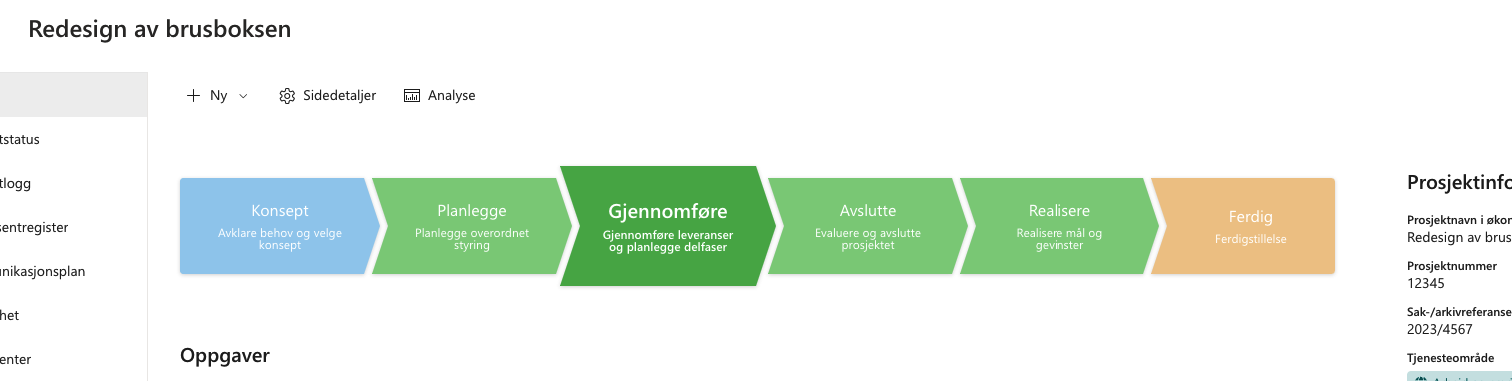 Redesign av brusboksen
Ny
Sidedetaljer
Analyse
tstatus
tlogg
sentregister
unikasjonsplan
het
enter
Konsept
Avklare behov og velge
konsept
Planlegge
Planlegge overordnet
styring
Gjennomføre
Gjennomføre leveranser
og planlegge delfaser
Avslutte
Evaluere og avslutte
prosjektet
Realisere
Realisere mål og
gevinster
Ferdig
Ferdigstillelse
Oppgaver
Prosjektinfo
Prosjektnavn i økon
Redesign av brus
Prosjektnummer
12345
Sak-/arkivreferanse
2023/4567
Tjenesteområde